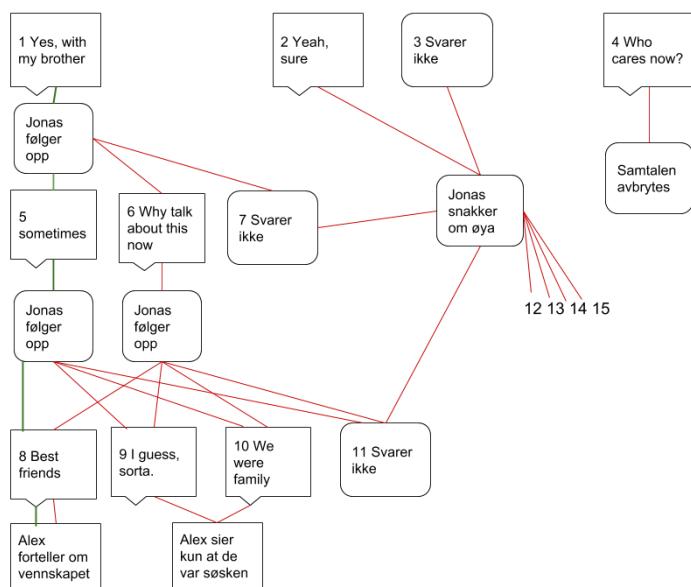 1 Yes, with
my brother
2 Yeah,
sure
3 Svarer
ikke
4 Who
cares now?
Jonas
følger
opp
Samtalen
avbrytes
5
sometimes
6 Why talk
about this
now
7 Svarer
ikke
Jonas
snakker
om øya
12 13 14 15
Jonas
følger
opp
Jonas
følger
opp
8 Best
friends
9 I guess,
sorta.
10 We
were
family
11 Svarer
ikke
Alex
forteller om
vennskapet
Alex sier
kun at de
var søsken